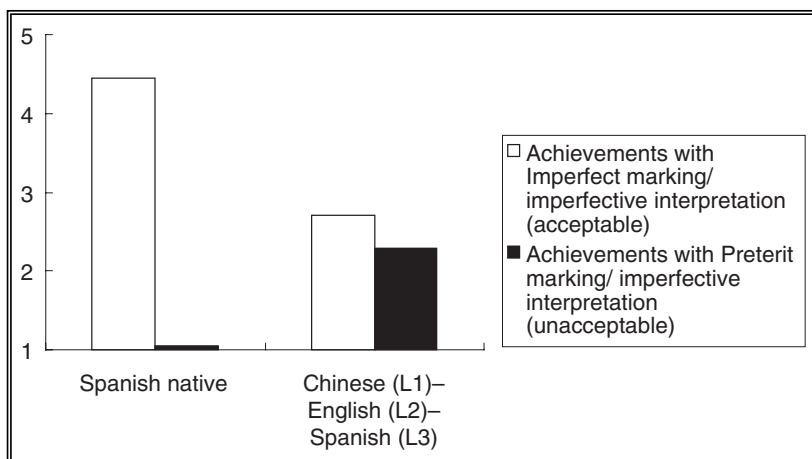 5
4
3
2
1
Spanish native
Chinese (L1)–
English (L2)–
Spanish (L3)
Achievements with
Imperfect marking/
imperfective interpretation
(acceptable)
Achievements with Preterit
marking/ imperfective
interpretation
(unacceptable)